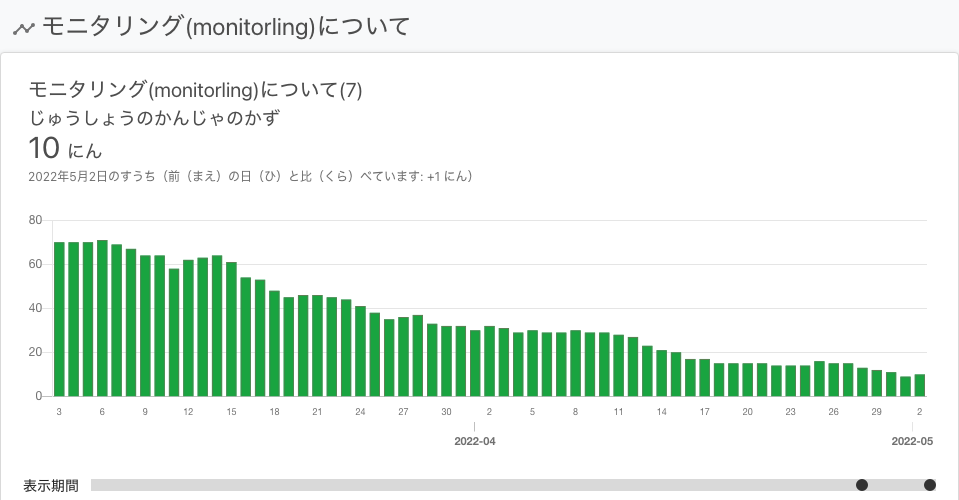 モニタリング(monitorling)について
モニタリング(monitorling)について(7)
じゅうしょうのかんじゃのかず
10 にん
2022年5月2日のすうち（前（まえ）の日（ひ）と比（くら）べています: +1 にん）
80
60
40
20
0
3 6 9 12 15 18 21 24 27 30 2 5 8 11 14 17 20 23 26 29 2
2022-04 2022-05
表示期間